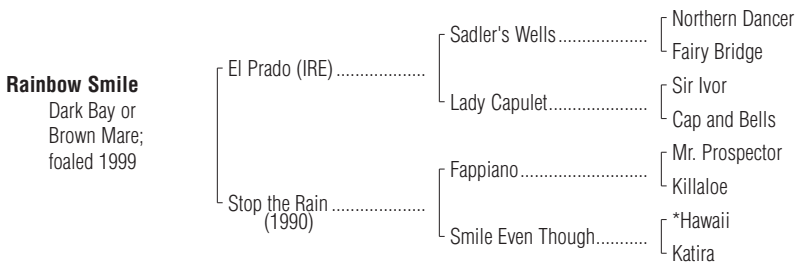 Rainbow Smile
Dark Bay or
Brown Mare;
foaled 1999
El Prado (IRE) ...................
Stop the Rain ....................
(1990)
Sadler's Wells...................
Lady Capulet.....................
Fappiano...........................
Smile Even Though...........
Northern Dancer
Fairy Bridge
Sir Ivor
Cap and Bells
Mr. Prospector
Killaloe
*Hawaii
Katira